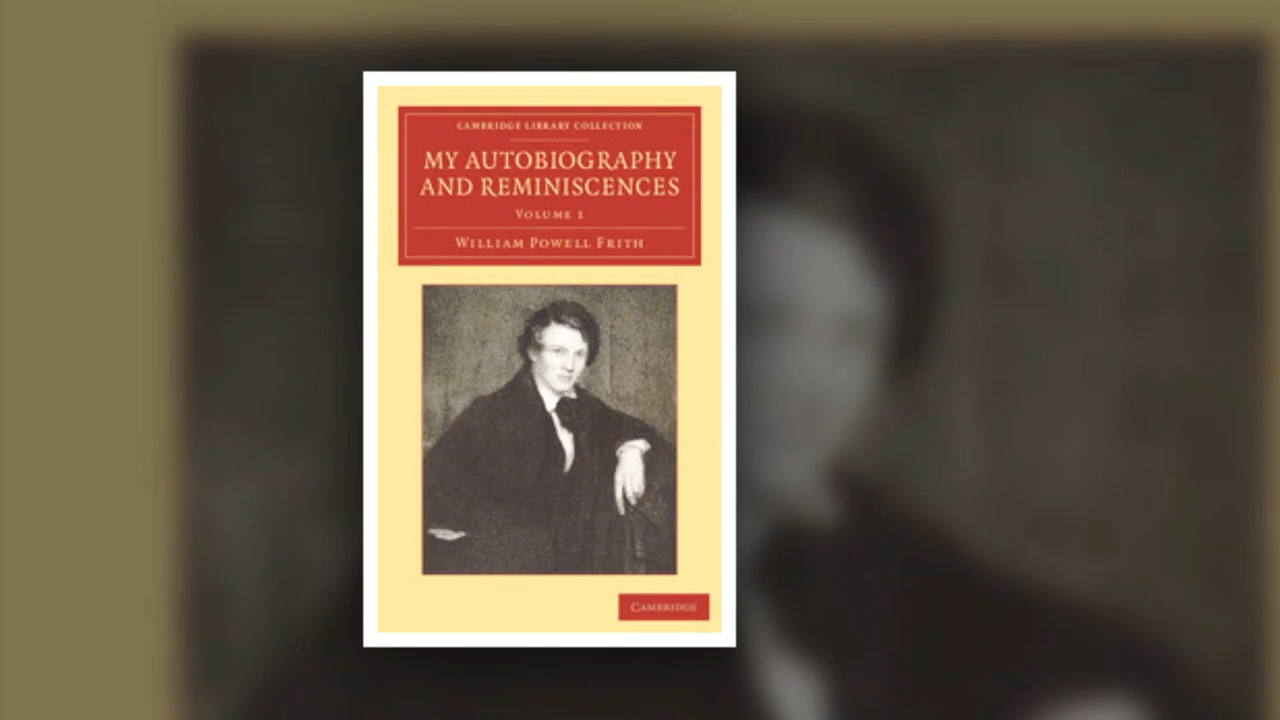 CAMBRIDGE LIBRARY COLLECTION
MY AUTOBIOGRAPHY
AND REMINISCENCES
VOLUME 1
WILLIAM POWELL FRITH
CAMBRIDGE